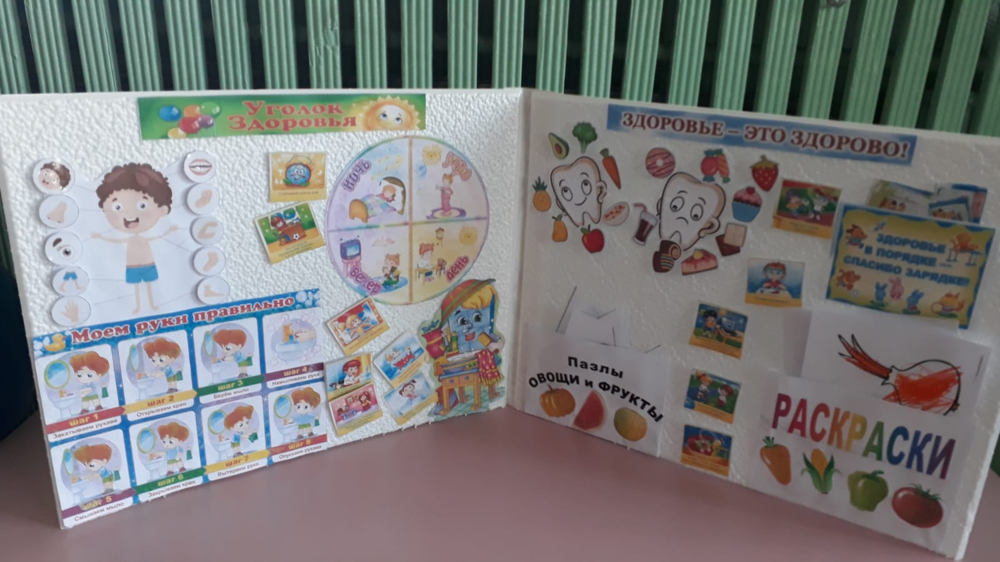 Уголок
Здоровья
ночь
утро
вечер
день
Моем руки правильно
шаг 1
Закатываем рукава
шаг 2
Открываем кран
шаг 3
Берём мыло
шаг 4
Намыливаем руки
шаг 5
Смываем мыло
шаг 6
Закрываем кран
шаг 7
Вытираем руки
шаг 8
Опускаем рукава
ЗДОРОВЬЕ – ЭТО ЗДОРОВО!
ЗДОРОВЬЕ
В ПОРЯДКЕ —
СПАСИБО ЗАРЯДКЕ!
Пазлы
ОВОЩИ и ФРУКТЫ
РАСКРАСКИ